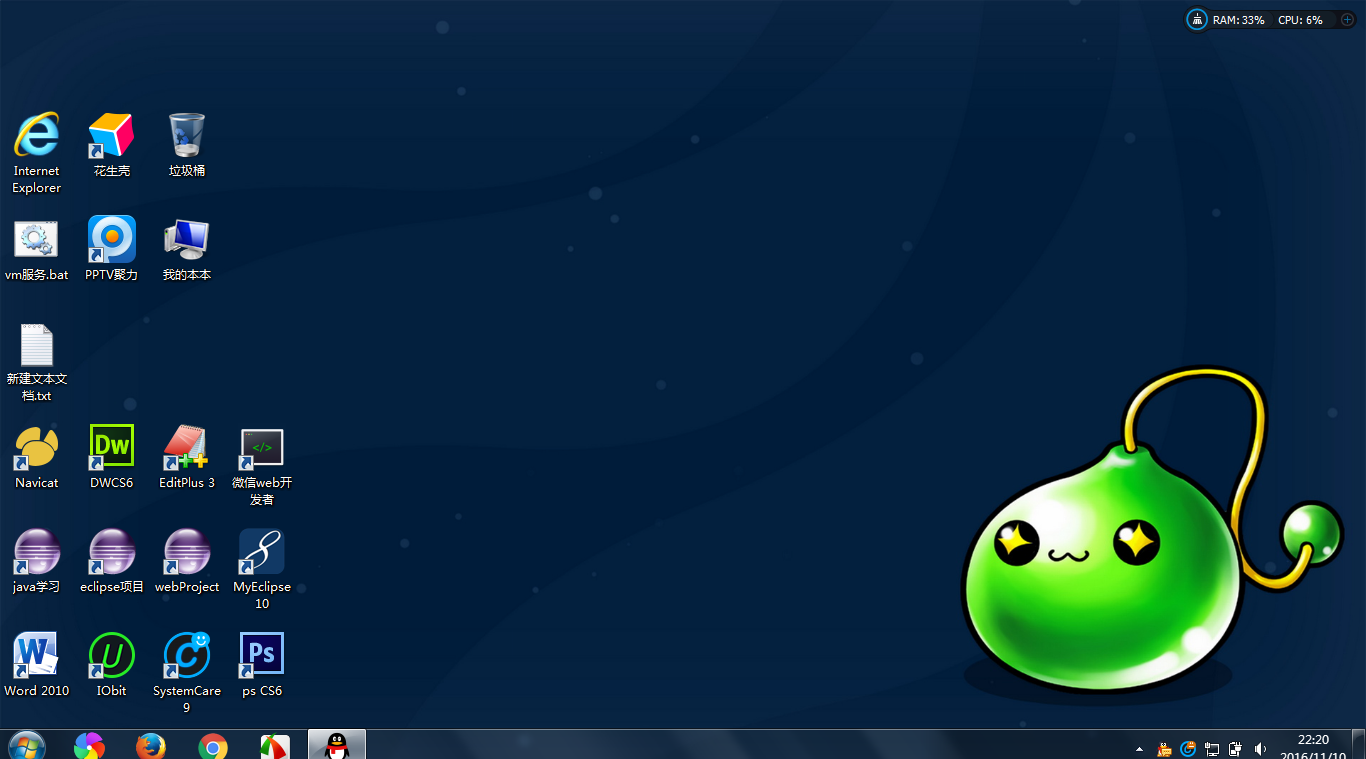 RAM: 33% CPU: 6%
Internet
Explorer
花生壳
垃圾桶
vm服务.bat
PPTV聚力
我的本本
新建文本文
档.txt
Navicat
Dw
DWCS6
EditPlus 3
</>
微信web开
发者
java学习
eclipse项目
webProject
MyEclipse
10
W
Word 2010
U
IObit
C
SystemCare
9
Ps
ps CS6
22:20
2016/11/10